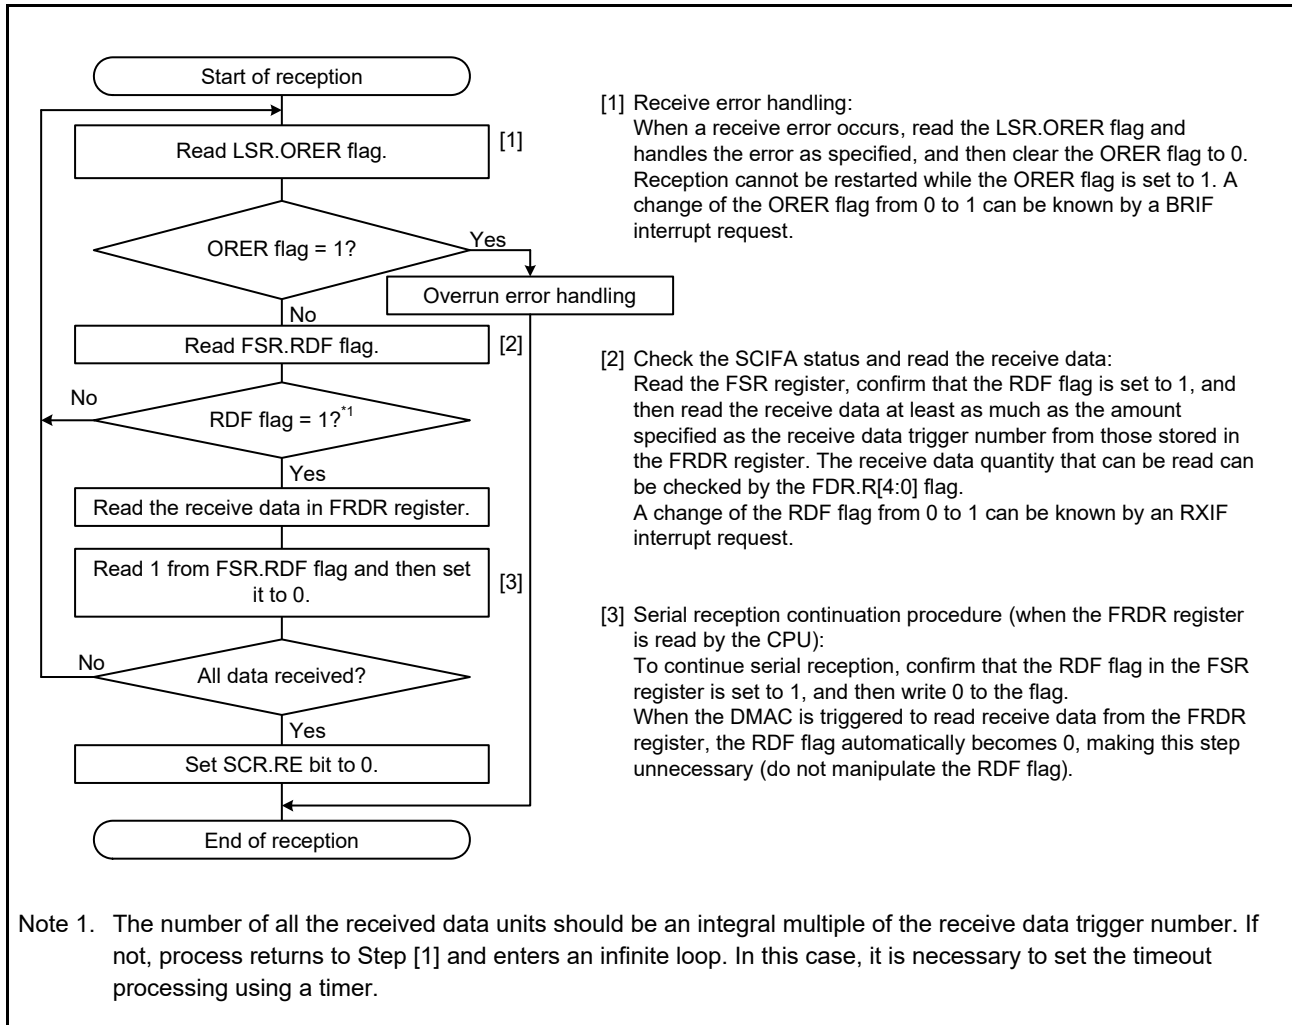 Start of reception
Read LSR.ORER flag.
[1]
ORER flag = 1?
Yes
Overrun error handling
No
Read FSR.RDF flag.
[2]
No
RDF flag = 1?*1
Yes
Read the receive data in FRDR register.
Read 1 from FSR.RDF flag and then set
it to 0.
[3]
No
All data received?
Yes
Set SCR.RE bit to 0.
End of reception
[1] Receive error handling:
When a receive error occurs, read the LSR.ORER flag and
handles the error as specified, and then clear the ORER flag to 0.
Reception cannot be restarted while the ORER flag is set to 1. A
change of the ORER flag from 0 to 1 can be known by a BRIF
interrupt request.
[2] Check the SCIFA status and read the receive data:
Read the FSR register, confirm that the RDF flag is set to 1, and
then read the receive data at least as much as the amount
specified as the receive data trigger number from those stored in
the FRDR register. The receive data quantity that can be read can
be checked by the FDR.R[4:0] flag.
A change of the RDF flag from 0 to 1 can be known by an RXIF
interrupt request.
[3] Serial reception continuation procedure (when the FRDR register
is read by the CPU):
To continue serial reception, confirm that the RDF flag in the FSR
register is set to 1, and then write 0 to the flag.
When the DMAC is triggered to read receive data from the FRDR
register, the RDF flag automatically becomes 0, making this step
unnecessary (do not manipulate the RDF flag).
Note 1. The number of all the received data units should be an integral multiple of the receive data trigger number. If
not, process returns to Step [1] and enters an infinite loop. In this case, it is necessary to set the timeout
processing using a timer.